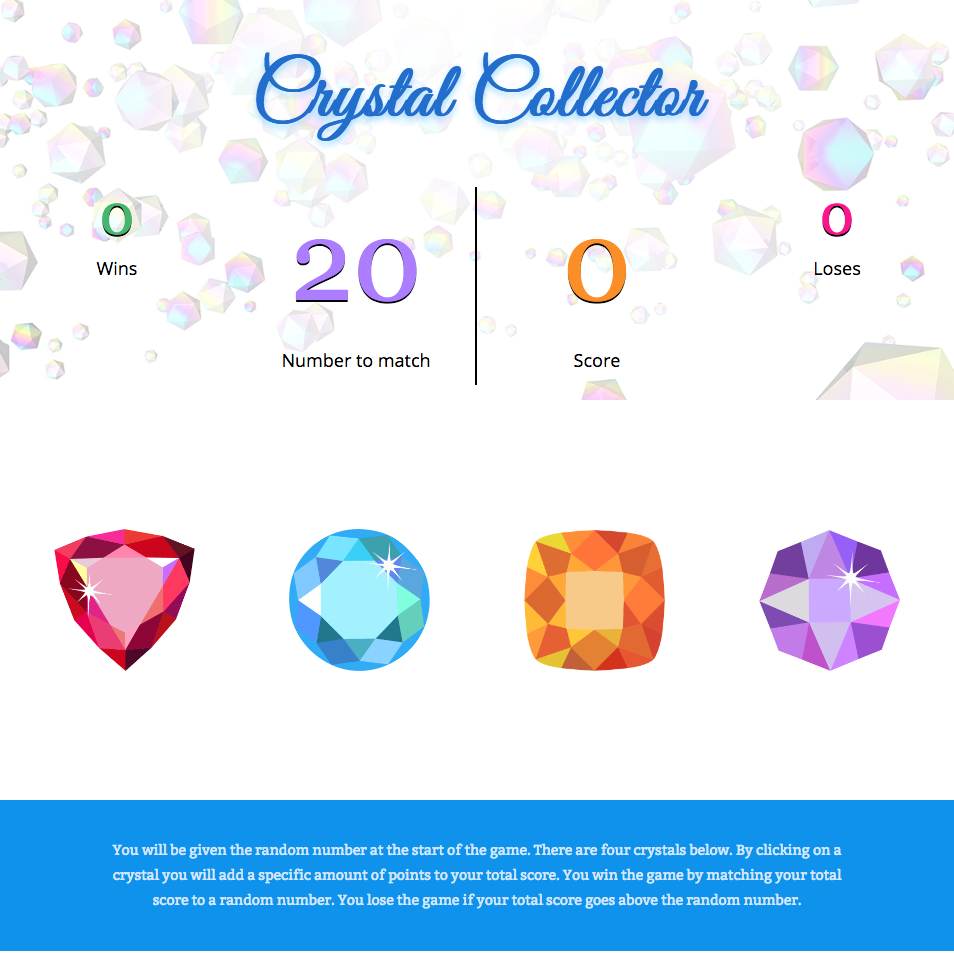 Crystal Collector
0
Wins
20
Number to match
0
Score
0
Loses
You will be given the random number at the start of the game. There are four crystals below. By clicking on a
crystal you will add a specific amount of points to your total score. You win the game by matching your total
score to a random number. You lose the game if your total score goes above the random number.